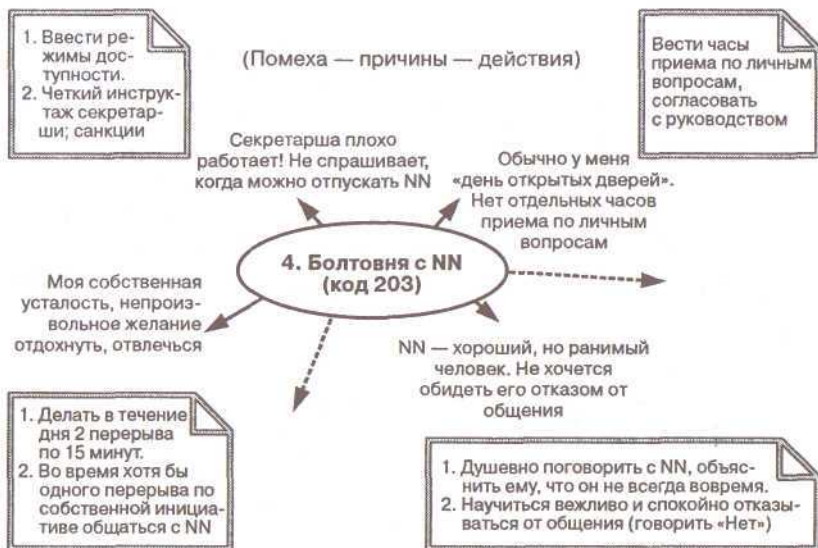 1. Ввести ре-
жимы дос-
тупности.
2. Четкий инструк-
таж секретар-
ши; санкции
(Помеха — причины — действия)
Вести часы
приема по личным
вопросам,
согласовать
с руководством
Секретарша плохо
работает! Не спрашивает,
когда можно отпускать NN
Обычно у меня
«день открытых дверей».
Нет отдельных часов
приема по личным
вопросам
4. Болтовня с NN
(код 203)
Моя собственная
усталость, непроиз-
вольное желание
отдохнуть, отвлечься
NN — хороший, но ранимый
человек. Не хочется
обидеть его отказом от
общения
1. Делать в течение
дня 2 перерыва
по 15 минут.
2. Во время хотя бы
одного перерыва по
собственной инициа-
тиве общаться с NN
1. Душевно поговорить с NN, объяс-
нить ему, что он не всегда вовремя.
2. Научиться вежливо и спокойно отказы-
ваться от общения (говорить «Нет»)